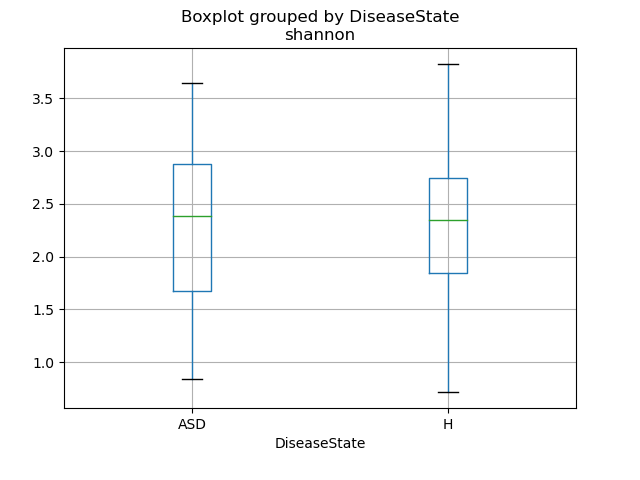 Boxplot grouped by DiseaseState
shannon
3.5
3.0
2.5
2.0
1.5
1.0
ASD
H
DiseaseState